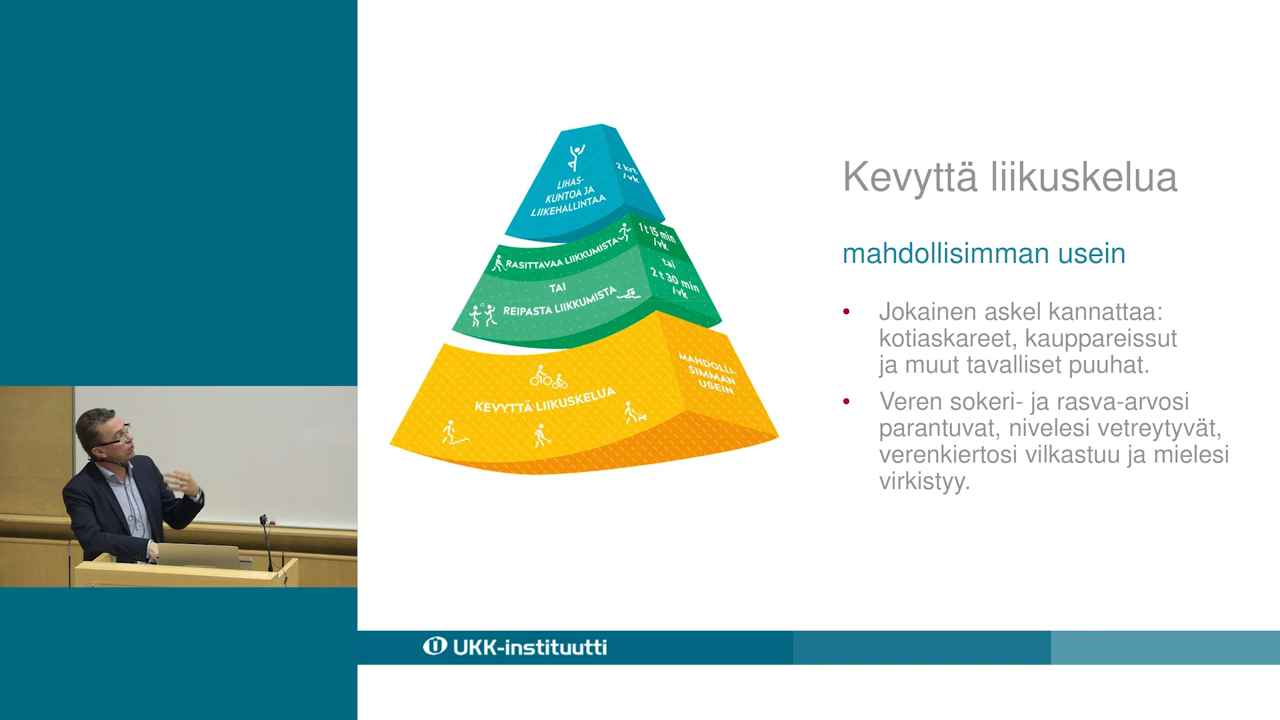 LIHAS-
KUNTOA JA
LIIKEHALLINTAA
2 krt
/vk
RASITTAVAA LIIKKUMISTA
TAI
REIPASTA LIIKKUMISTA
1 t 15 min
/vk
tai
2 t 30 min
/vk
KEVYTTÄ LIIKUSKELUA
MAHDOLLI-
SIMMAN
USEIN
Kevyttä liikuskelua
mahdollisimman usein
• Jokainen askel kannattaa:
kotiaskareet, kauppareissut
ja muut tavalliset puuhat.
• Veren sokeri- ja rasva-arvosi
parantuvat, nivelesi vetreytyvät,
verenkiertosi vilkastuu ja mielesi
virkistyy.
UKK-instituutti